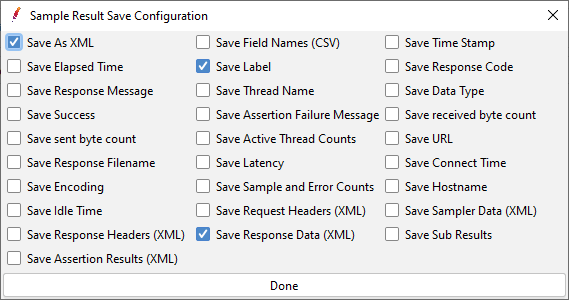 Sample Result Save Configuration
Save As XML Save Field Names (CSV) Save Time Stamp
Save Elapsed Time Save Label Save Response Code
Save Response Message Save Thread Name Save Data Type
Save Success Save Assertion Failure Message Save received byte count
Save sent byte count Save Active Thread Counts Save URL
Save Response Filename Save Latency Save Connect Time
Save Encoding Save Sample and Error Counts Save Hostname
Save Idle Time Save Request Headers (XML) Save Sampler Data (XML)
Save Response Headers (XML) Save Response Data (XML) Save Sub Results
Save Assertion Results (XML)
Done